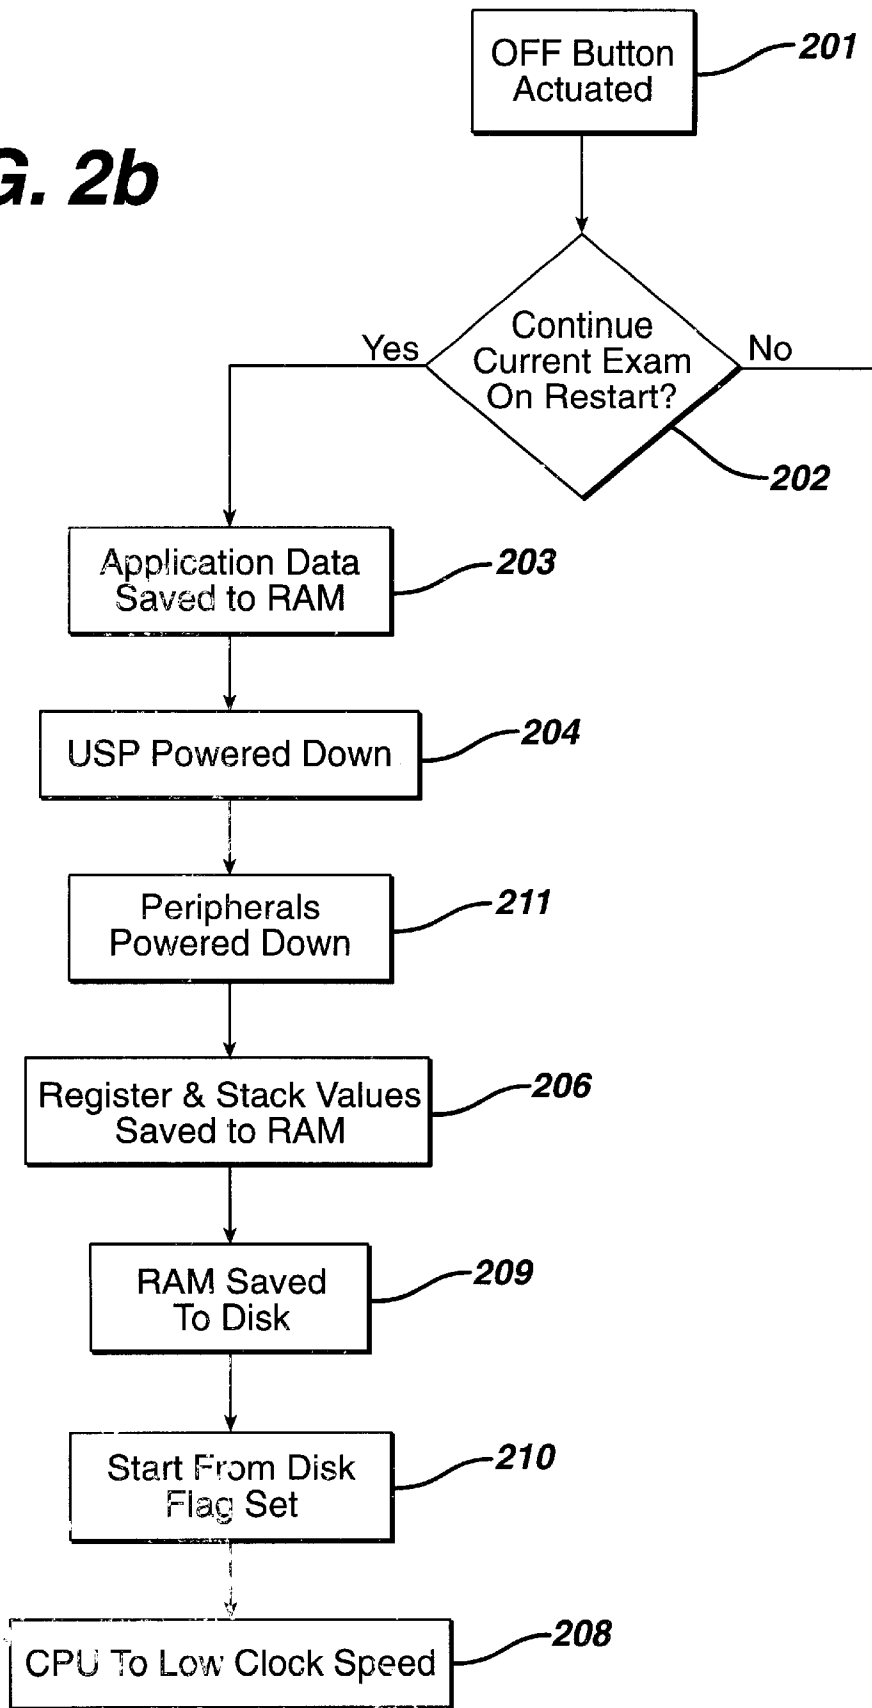 OFF Button
Actuated
201
G. 2b
Continue
Current Exam
On Restart?
Yes
No
202
Application Data
Saved to RAM
203
USP Powered Down
204
Peripherals
Powered Down
211
Register & Stack Values
Saved to RAM
206
RAM Saved
To Disk
209
Start From Disk
Flag Set
210
CPU To Low Clock Speed
208